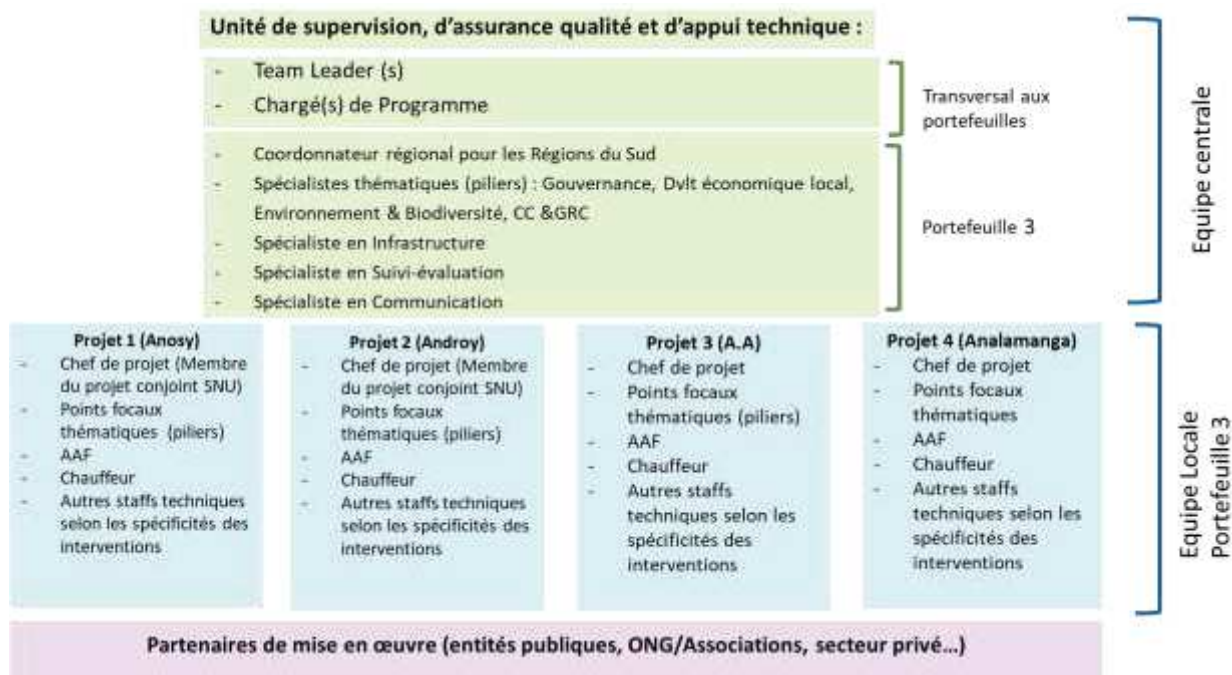 Unité de supervision, d'assurance qualité et d'appui technique :
- Team Leader (s)
- Chargé(s) de Programme
Transversal aux
portefeuilles
- Coordonnateur régional pour les Régions du Sud
- Spécialistes thématiques (piliers) : Gouvernance, Dvlt économique local,
Environnement & Biodiversité, CC &GRC
- Spécialiste en Infrastructure
- Spécialiste en Suivi-évaluation
- Spécialiste en Communication
Portefeuille 3
Equipe centrale
Projet 1 (Anosy)
- Chef de projet (Membre
du projet conjoint SNU)
- Points focaux
thématiques (piliers)
- AAF
- Chauffeur
- Autres staffs techniques
selon les spécificités des
interventions
Projet 2 (Androy)
- Chef de projet (Membre
du projet conjoint SNU)
- Points focaux
thématiques (piliers)
- AAF
- Chauffeur
- Autres staffs techniques
selon les spécificités des
interventions
Projet 3 (A.A)
- Chef de projet
- Points focaux
thématiques (piliers)
- AAF
- Chauffeur
- Autres staffs
techniques selon les
spécificités des
interventions
Projet 4 (Analamanga)
- Chef de projet
- Points focaux
thématiques
- AAF
- Chauffeur
- Autres staffs
techniques selon les
spécificités des
interventions
Equipe Locale
Portefeuille 3
Partenaires de mise en œuvre (entités publiques, ONG/Associations, secteur privé…)